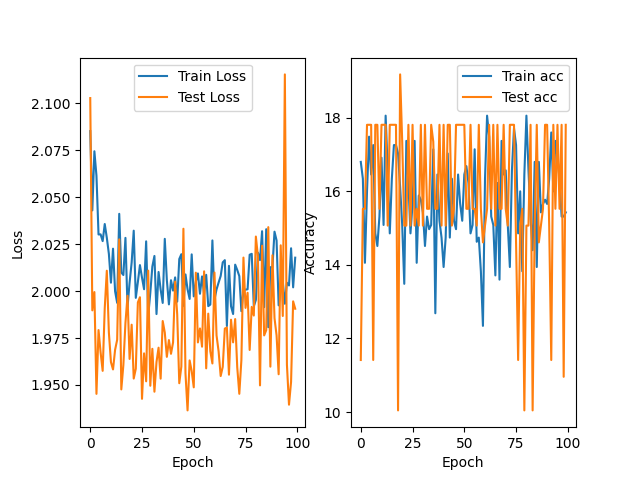 Train Loss
Test Loss
2.100
2.075
2.050
2.025
2.000
1.975
1.950
Loss
0 25 50 75 100
Epoch
Train acc
Test acc
18
16
14
12
10
Accuracy
0 25 50 75 100
Epoch